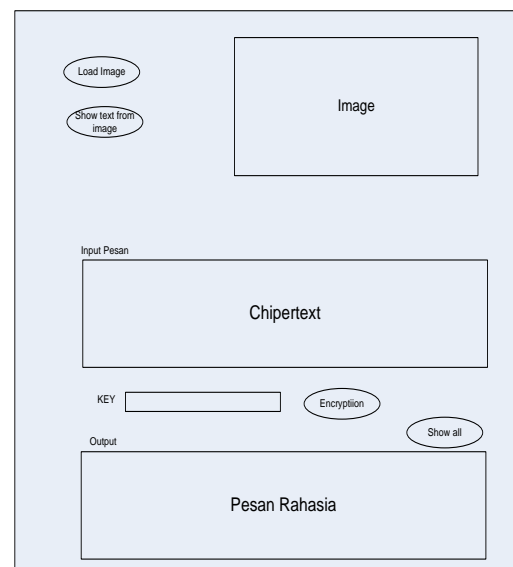 Load Image
Show text from
image
Image
Input Pesan
Chipertext
KEY
Encryptiion
Show all
Output
Pesan Rahasia